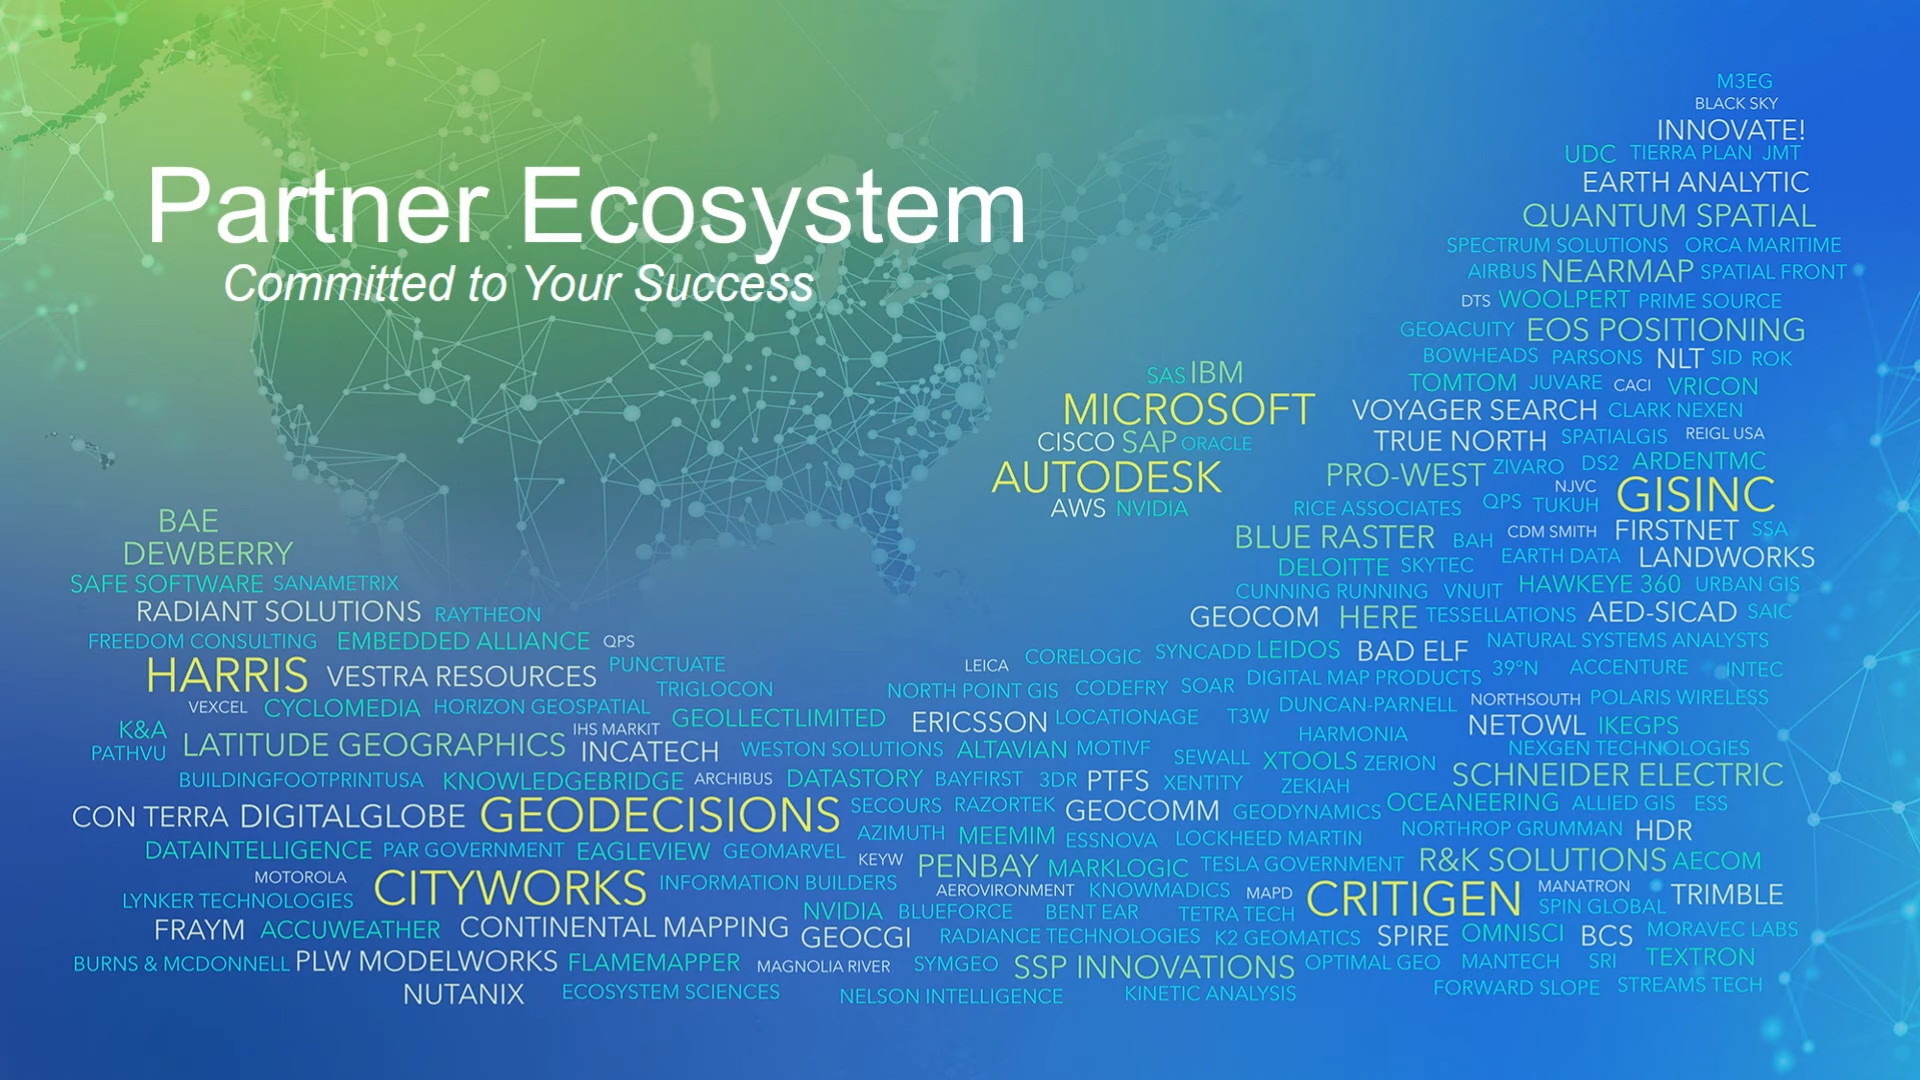 Partner Ecosystem
Committed to Your Success
M3EG
BLACK SKY
INNOVATE!
UDC TIERRA PLAN JMT
EARTH ANALYTIC
QUANTUM SPATIAL
SPECTRUM SOLUTIONS ORCA MARITIME
AIRBUS NEARMAP SPATIAL FRONT
DTS WOOLPERT PRIME SOURCE
GEOACUITY EOS POSITIONING
BOWHEADS PARSONS NLT SID ROK
SAS IBM
TOMTOM JUVARE CACI VRICON
MICROSOFT VOYAGER SEARCH CLARK NEXEN
CISCO SAP ORACLE TRUE NORTH SPATIALGIS REIGL USA
PRO-WEST ZIVARO DS2 ARDENTMC
AUTODESK NJVC GISINC
AWS NVIDIA RICE ASSOCIATES QPS TUKUH
BAE
BLUE RASTER BAH CDM SMITH FIRSTNET SSA
DEWBERRY
DELOITTE SKYTEC EARTH DATA LANDWORKS
SAFE SOFTWARE SANAMETRIX
CUNNING RUNNING VNUIT HAWKEYE 360 URBAN GIS
RADIANT SOLUTIONS RAYTHEON
GEOCOM HERE TESSELLATIONS AED-SICAD SAIC
FREEDOM CONSULTING EMBEDDED ALLIANCE QPS
LEICA CORELOGIC SYNCADD LEIDOS BAD ELF NATURAL SYSTEMS ANALYSTS
HARRIS VESTRA RESOURCES PUNCTUATE
39°N ACCENTURE INTEC
TRIGLOCON NORTH POINT GIS CODEFRY SOAR DIGITAL MAP PRODUCTS
VEXCEL CYCLOMEDIA HORIZON GEOSPATIAL
DUNCAN-PARNELL NORTHSOUTH POLARIS WIRELESS
GEOLLECTLIMITED ERICSSON LOCATIONAGE T3W
K&A IHS MARKIT HARMONIA NETOWL IKEGPS
PATHVU LATITUDE GEOGRAPHICS INCATECH WESTON SOLUTIONS ALTAVIAN MOTIVF
SEWALL XTOOLS ZERION NEXGEN TECHNOLOGIES
BUILDINGFOOTPRINTUSA KNOWLEDGEBRIDGE ARCHIBUS DATASTORY BAYFIRST 3DR PTFS XENTITY ZEKIAH SCHNEIDER ELECTRIC
CON TERRA DIGITALGLOBE GEODECISIONS SECOURS RAZORTEK GEOCOMM GEODYNAMICS OCEANEERING ALLIED GIS ESS
AZIMUTH MEEMIM ESSNOVA LOCKHEED MARTIN NORTHROP GRUMMAN HDR
DATAINTELLIGENCE PAR GOVERNMENT EAGLEVIEW GEOMARVEL KEYW PENBAY MARKLOGIC TESLA GOVERNMENT R&K SOLUTIONS AECOM
MOTOROLA
LYNKER TECHNOLOGIES CITYWORKS INFORMATION BUILDERS AEROVIRONMENT KNOWMADICS MAPD CRITIGEN MANATRON TRIMBLE
NVIDIA BLUEFORCE BENT EAR TETRA TECH SPIN GLOBAL
FRAYM ACCUWEATHER CONTINENTAL MAPPING GEOCGI RADIANCE TECHNOLOGIES K2 GEOMATICS SPIRE OMNISCI BCS MORAVEC LABS
BURNS & MCDONNELL PLW MODELWORKS FLAMEMAPPER MAGNOLIA RIVER SYMGEO SSP INNOVATIONS OPTIMAL GEO MANTECH SRI TEXTRON
NUTANIX ECOSYSTEM SCIENCES NELSON INTELLIGENCE KINETIC ANALYSIS FORWARD SLOPE STREAMS TECH